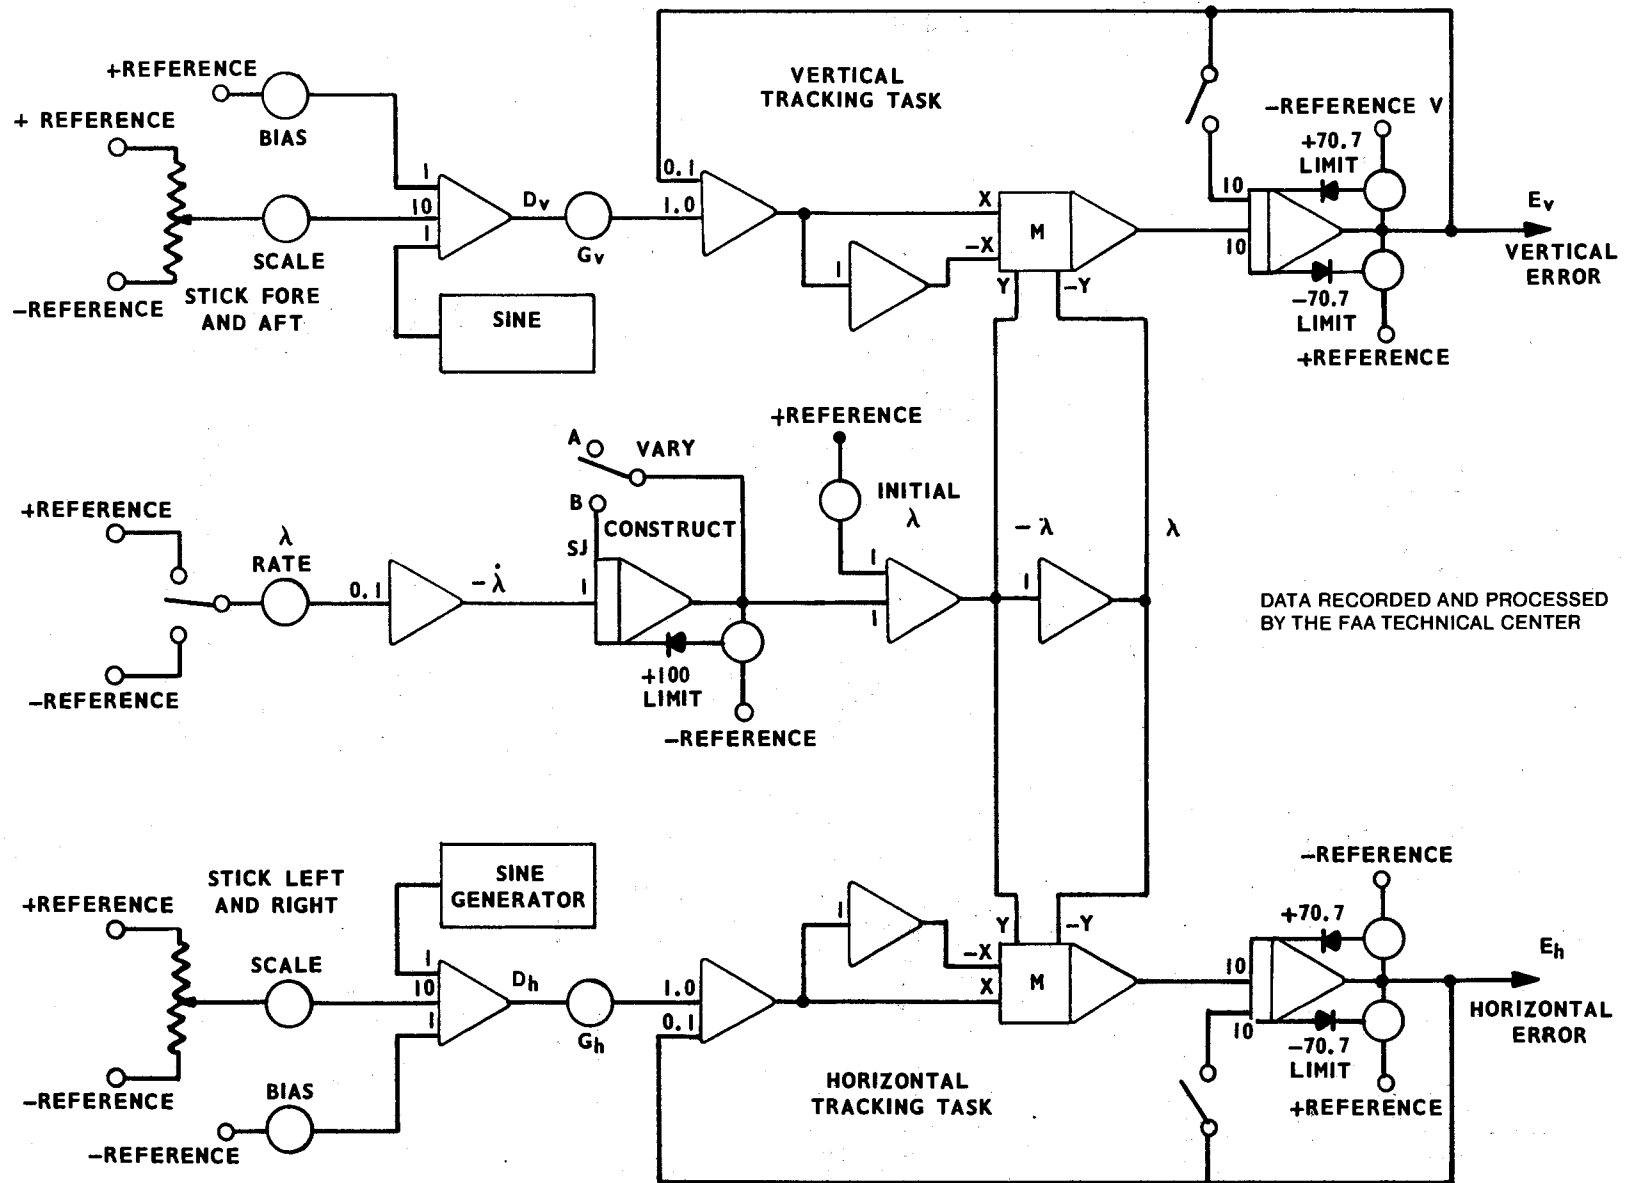 +REFERENCE
BIAS
+ REFERENCE
-REFERENCE
SCALE
STICK FORE
AND AFT
1
10
1
SINE
Dv
Gv
VERTICAL
TRACKING TASK
0.1
1.0
1
X
-X
M
Y
-Y
10
10
-REFERENCE V
+70.7
LIMIT
-70.7
LIMIT
+REFERENCE
Ev
VERTICAL
ERROR
+REFERENCE
-REFERENCE
λ
RATE
0.1
-λ̇
A
VARY
B
CONSTRUCT
SJ
1
+100
LIMIT
-REFERENCE
+REFERENCE
INITIAL
λ
1
1
-λ
1
λ
DATA RECORDED AND PROCESSED
BY THE FAA TECHNICAL CENTER
STICK LEFT
AND RIGHT
+REFERENCE
-REFERENCE
SCALE
BIAS
-REFERENCE
SINE
GENERATOR
1
10
1
Dh
Gh
1.0
0.1
1
-X
X
M
Y
-Y
HORIZONTAL
TRACKING TASK
10
10
-REFERENCE
+70.7
-70.7
LIMIT
+REFERENCE
Eh
HORIZONTAL
ERROR